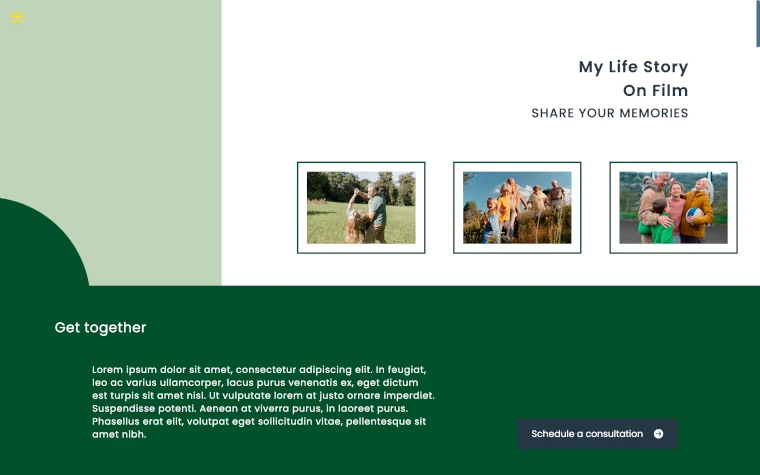 My Life Story
On Film
SHARE YOUR MEMORIES
Get together
Lorem ipsum dolor sit amet, consectetur adipiscing elit. In feugiat,
leo ac varius ullamcorper, lacus purus venenatis ex, eget dictum
est turpis sit amet nisl. Ut vulputate lorem at justo ornare imperdiet.
Suspendisse potenti. Aenean at viverra purus, in laoreet purus.
Phasellus erat elit, volutpat eget sollicitudin vitae, pellentesque sit
amet nibh.
Schedule a consultation